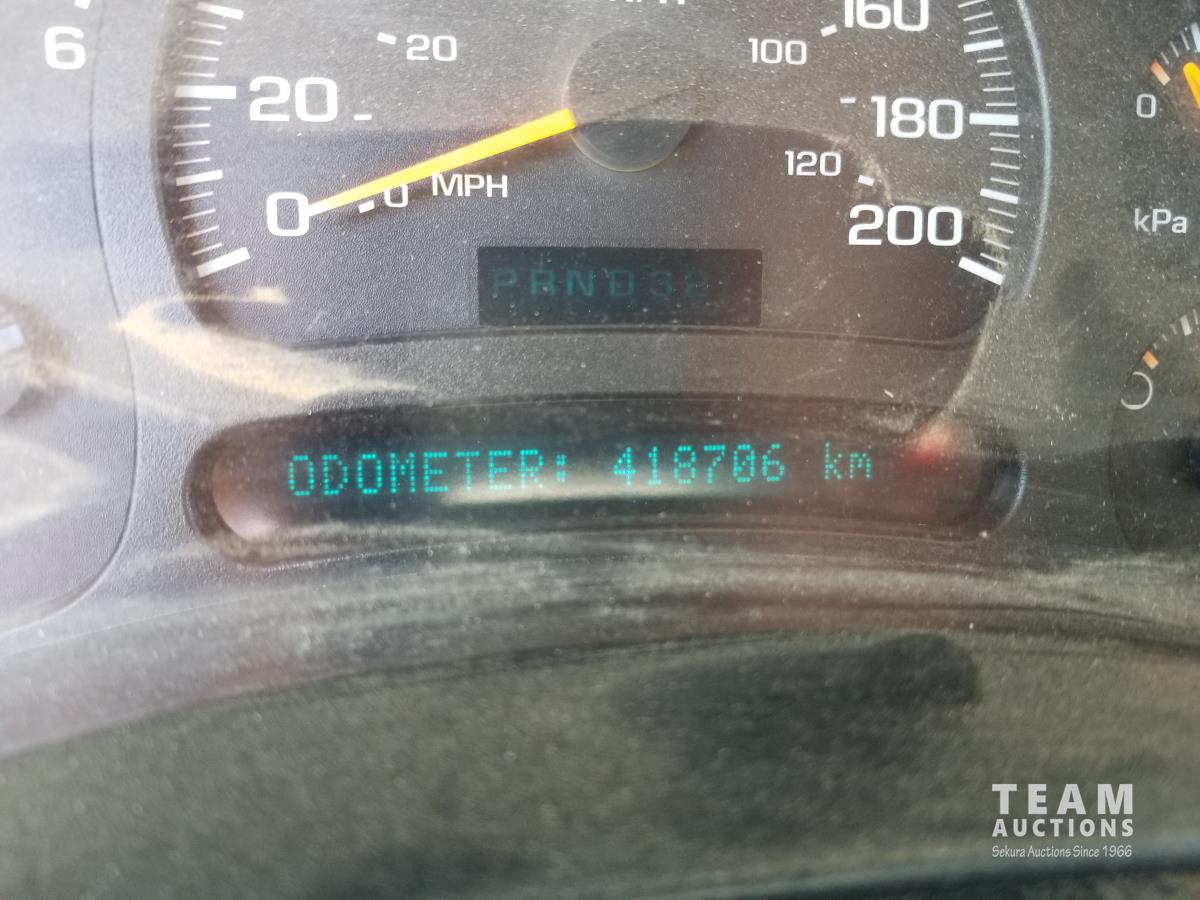 6
20
100
160
20
180
0
120
0
MPH
0
200
kPa
PRND32
ODOMETER: 418706 km
TEAM
AUCTIONS
Sekura Auctions Since 1966